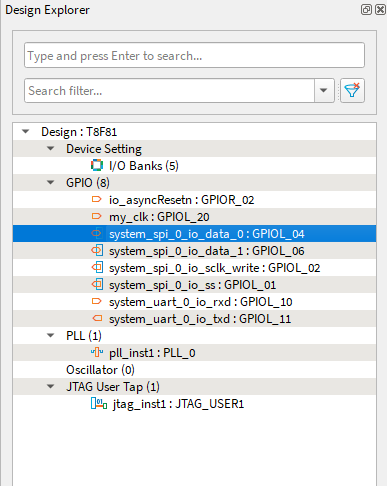 Design Explorer
Type and press Enter to search...
Search filter...
Design : T8F81
Device Setting
I/O Banks (5)
GPIO (8)
io_asyncResetn : GPIOR_02
my_clk : GPIOL_20
system_spi_0_io_data_0 : GPIOL_04
system_spi_0_io_data_1 : GPIOL_06
system_spi_0_io_sclk_write : GPIOL_02
system_spi_0_io_ss : GPIOL_01
system_uart_0_io_rxd : GPIOL_10
system_uart_0_io_txd : GPIOL_11
PLL (1)
pll_inst1 : PLL_0
Oscillator (0)
JTAG User Tap (1)
jtag_inst1 : JTAG_USER1